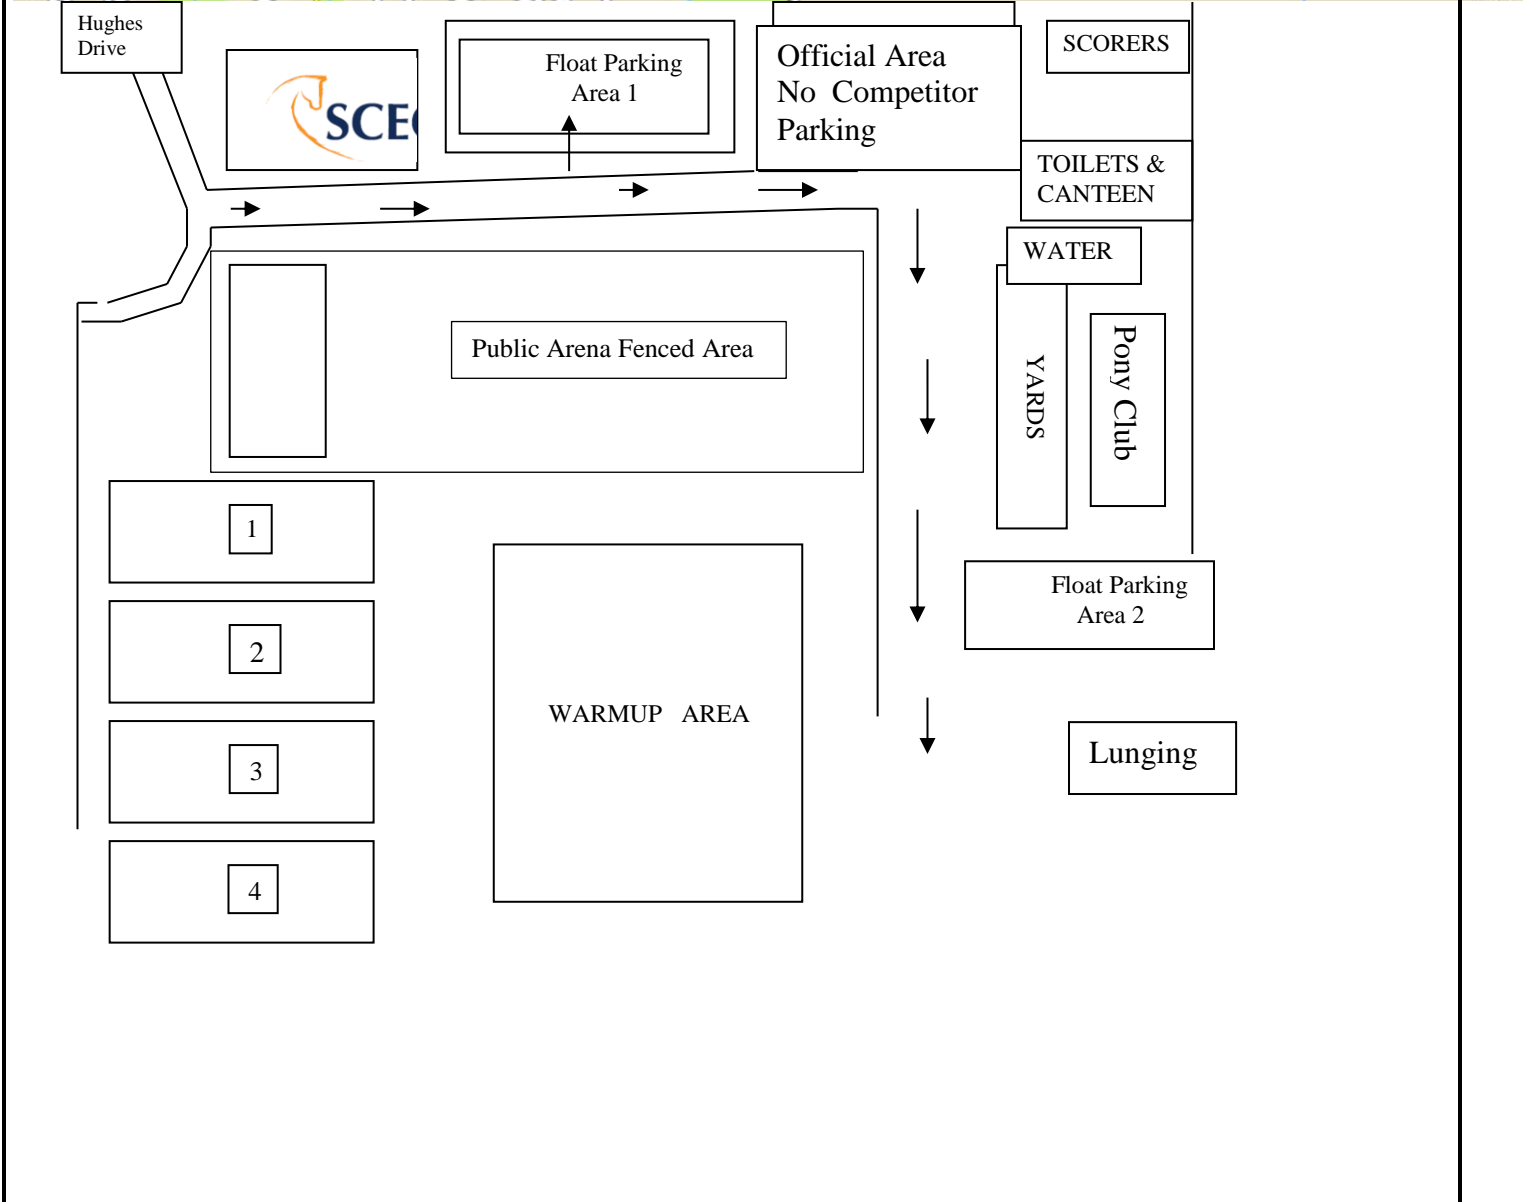 Hughes
Drive
SCE
Float Parking
Area 1
Official Area
No Competitor
Parking
SCORERS
TOILETS &
CANTEEN
WATER
Public Arena Fenced Area
YARDS
Pony Club
1
2
3
4
WARMUP AREA
Float Parking
Area 2
Lunging